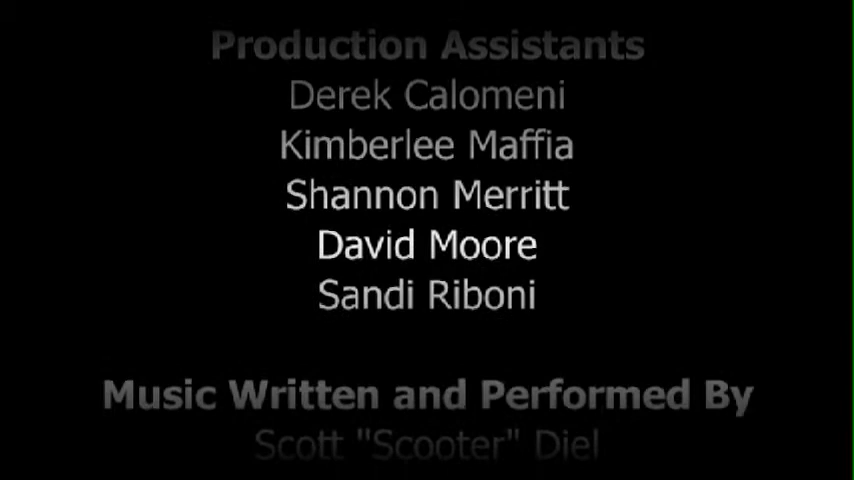 Production Assistants
Derek Calomeni
Kimberlee Maffia
Shannon Merritt
David Moore
Sandi Riboni
Music Written and Performed By
Scott "Scooter" Diel